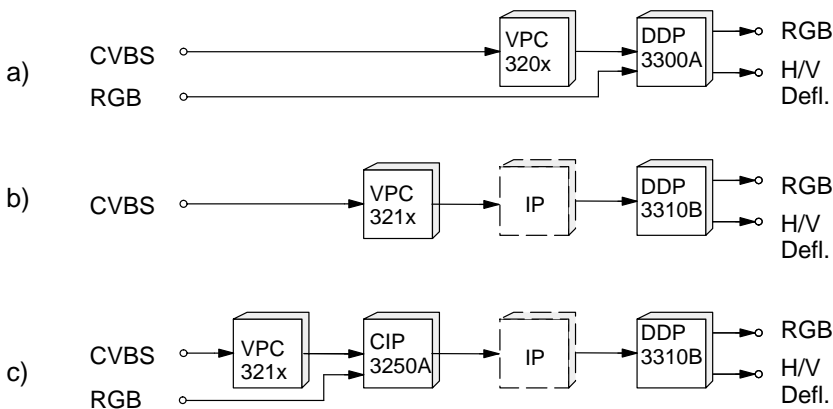 a)
CVBS
RGB
VPC
320x
DDP
3300A
RGB
H/V
Defl.
b)
CVBS
VPC
321x
IP
DDP
3310B
RGB
H/V
Defl.
c)
CVBS
RGB
VPC
321x
CIP
3250A
IP
DDP
3310B
RGB
H/V
Defl.